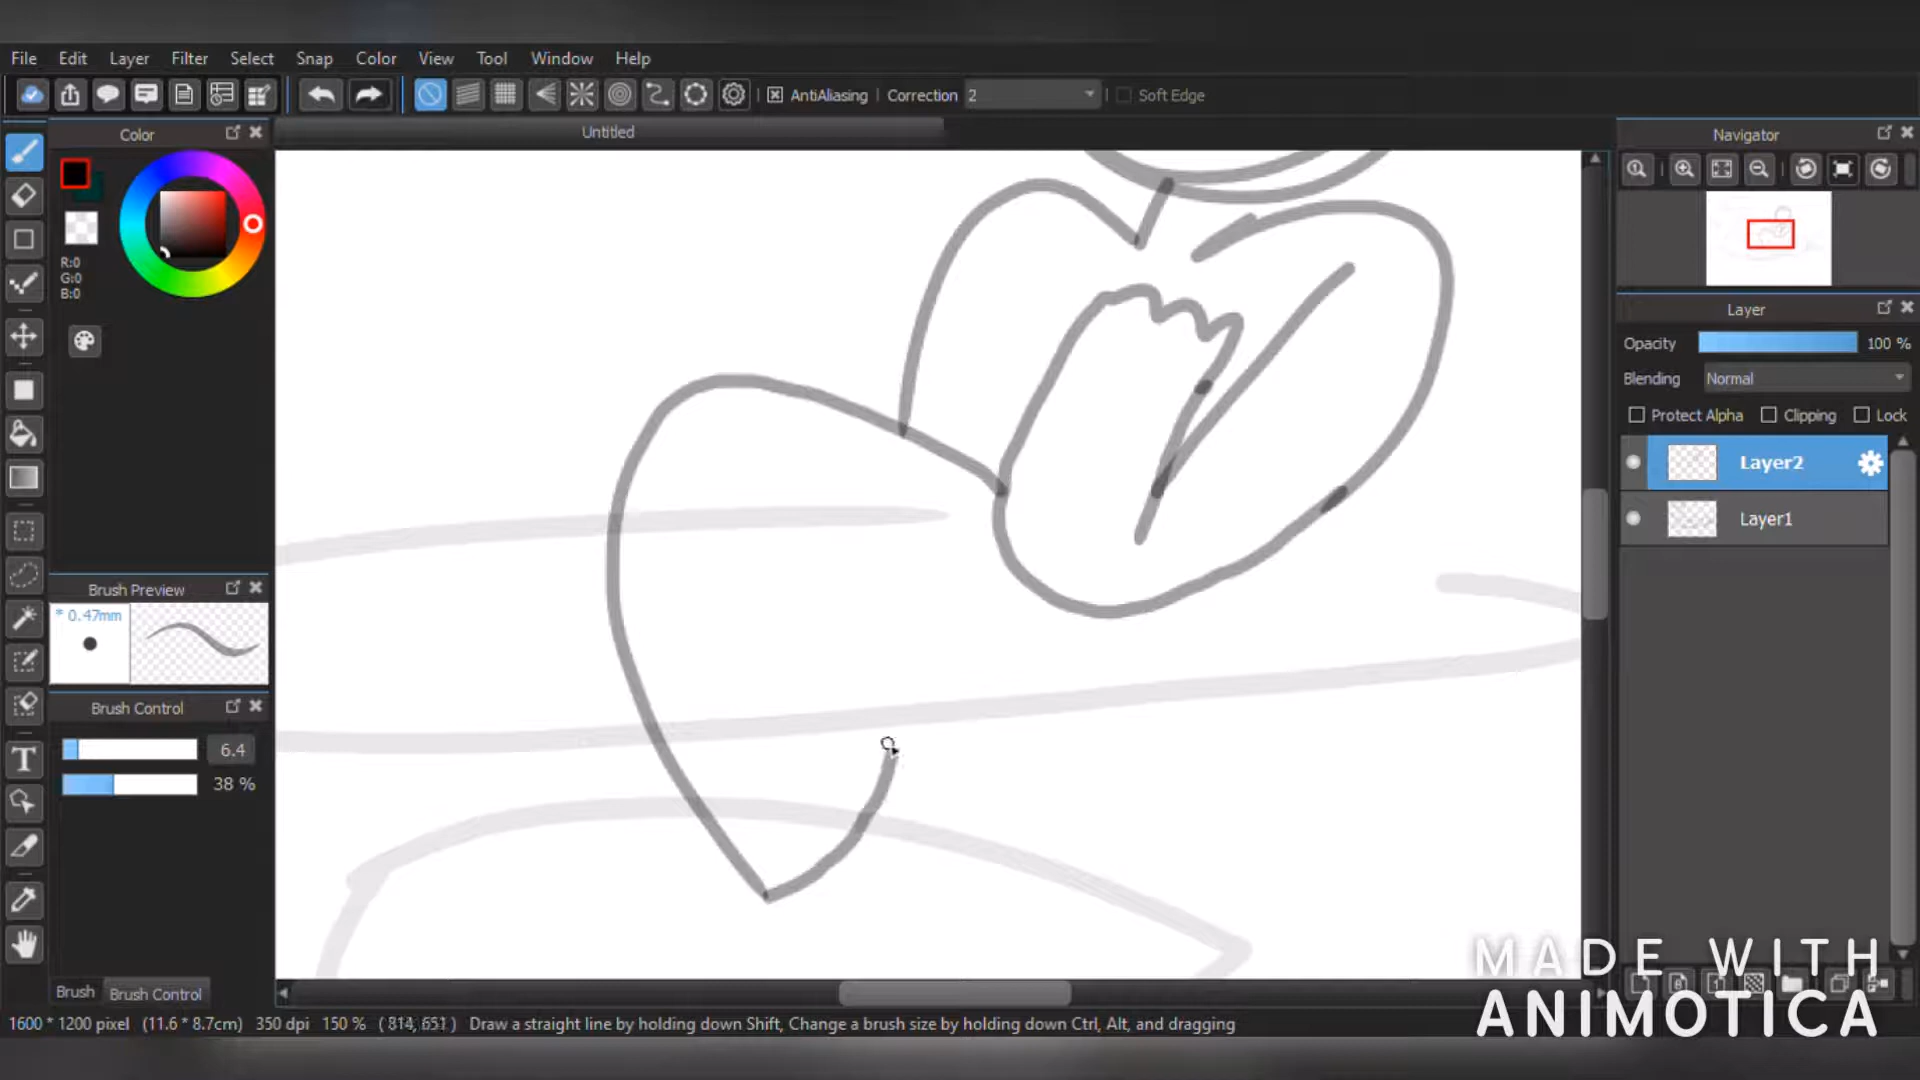 File Edit Layer Filter Select Snap Color View Tool Window Help
AntiAliasing Correction 2 Soft Edge
Color
Untitled
Navigator
R:0
G:0
B:0
Layer
Opacity 100 %
Blending Normal
Protect Alpha Clipping Lock
Layer2
Layer1
Brush Preview
* 0.47mm
Brush Control
6.4
38 %
Brush Brush Control
1600 * 1200 pixel (11.6 * 8.7cm) 350 dpi 150 % ( 814, 651 ) Draw a straight line by holding down Shift, Change a brush size by holding down Ctrl, Alt, and dragging
MADE WITH
ANIMOTICA